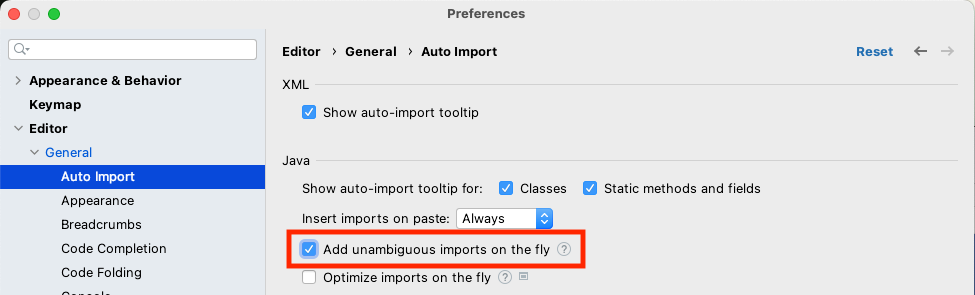 Preferences
Editor › General › Auto Import Reset
XML
Show auto-import tooltip
Java
Show auto-import tooltip for: Classes Static methods and fields
Insert imports on paste: Always
Add unambiguous imports on the fly ?
Optimize imports on the fly ?
Appearance & Behavior
Keymap
Editor
General
Auto Import
Appearance
Breadcrumbs
Code Completion
Code Folding